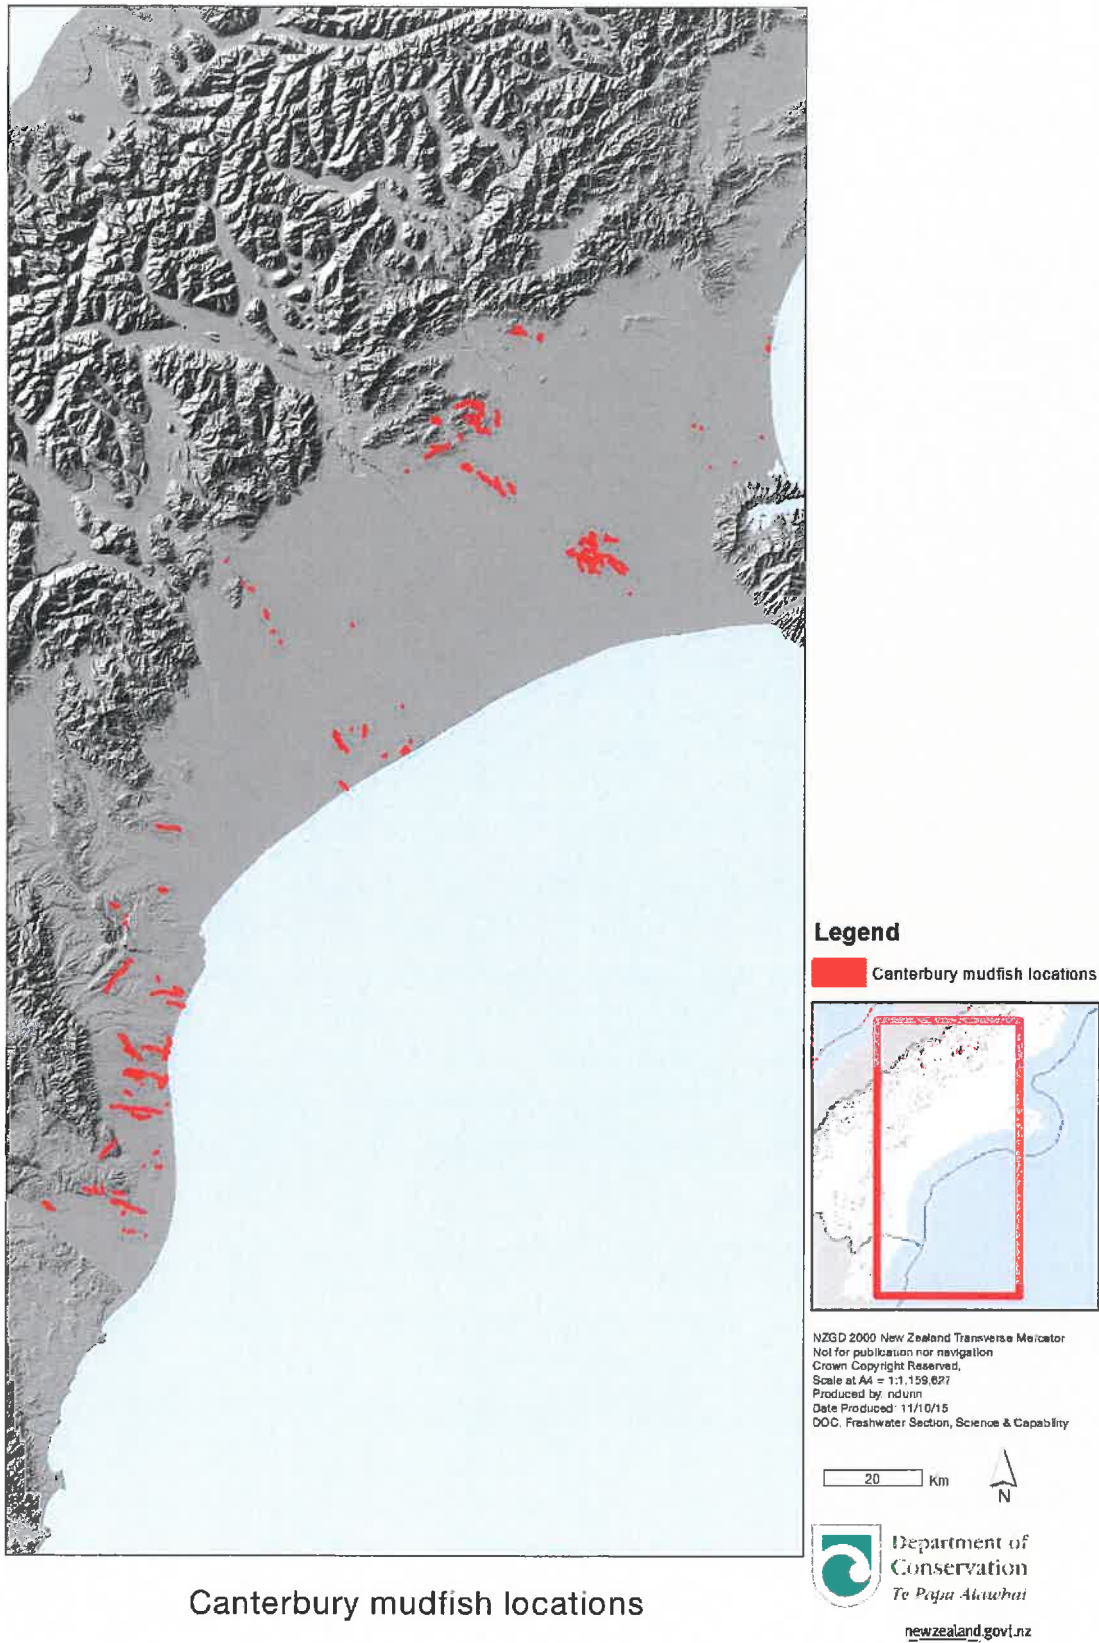 Legend
Canterbury mudfish locations
NZGD 2000 New Zealand Transverse Mercator
Not for publication nor navigation
Crown Copyright Reserved,
Scale at A4 = 1:1,159,627
Produced by: ndunn
Date Produced: 11/10/15
DOC. Freshwater Section, Science & Capability
20 Km
N
Department of
Conservation
Te Papa Atawhai
newzealand.govt.nz
Canterbury mudfish locations